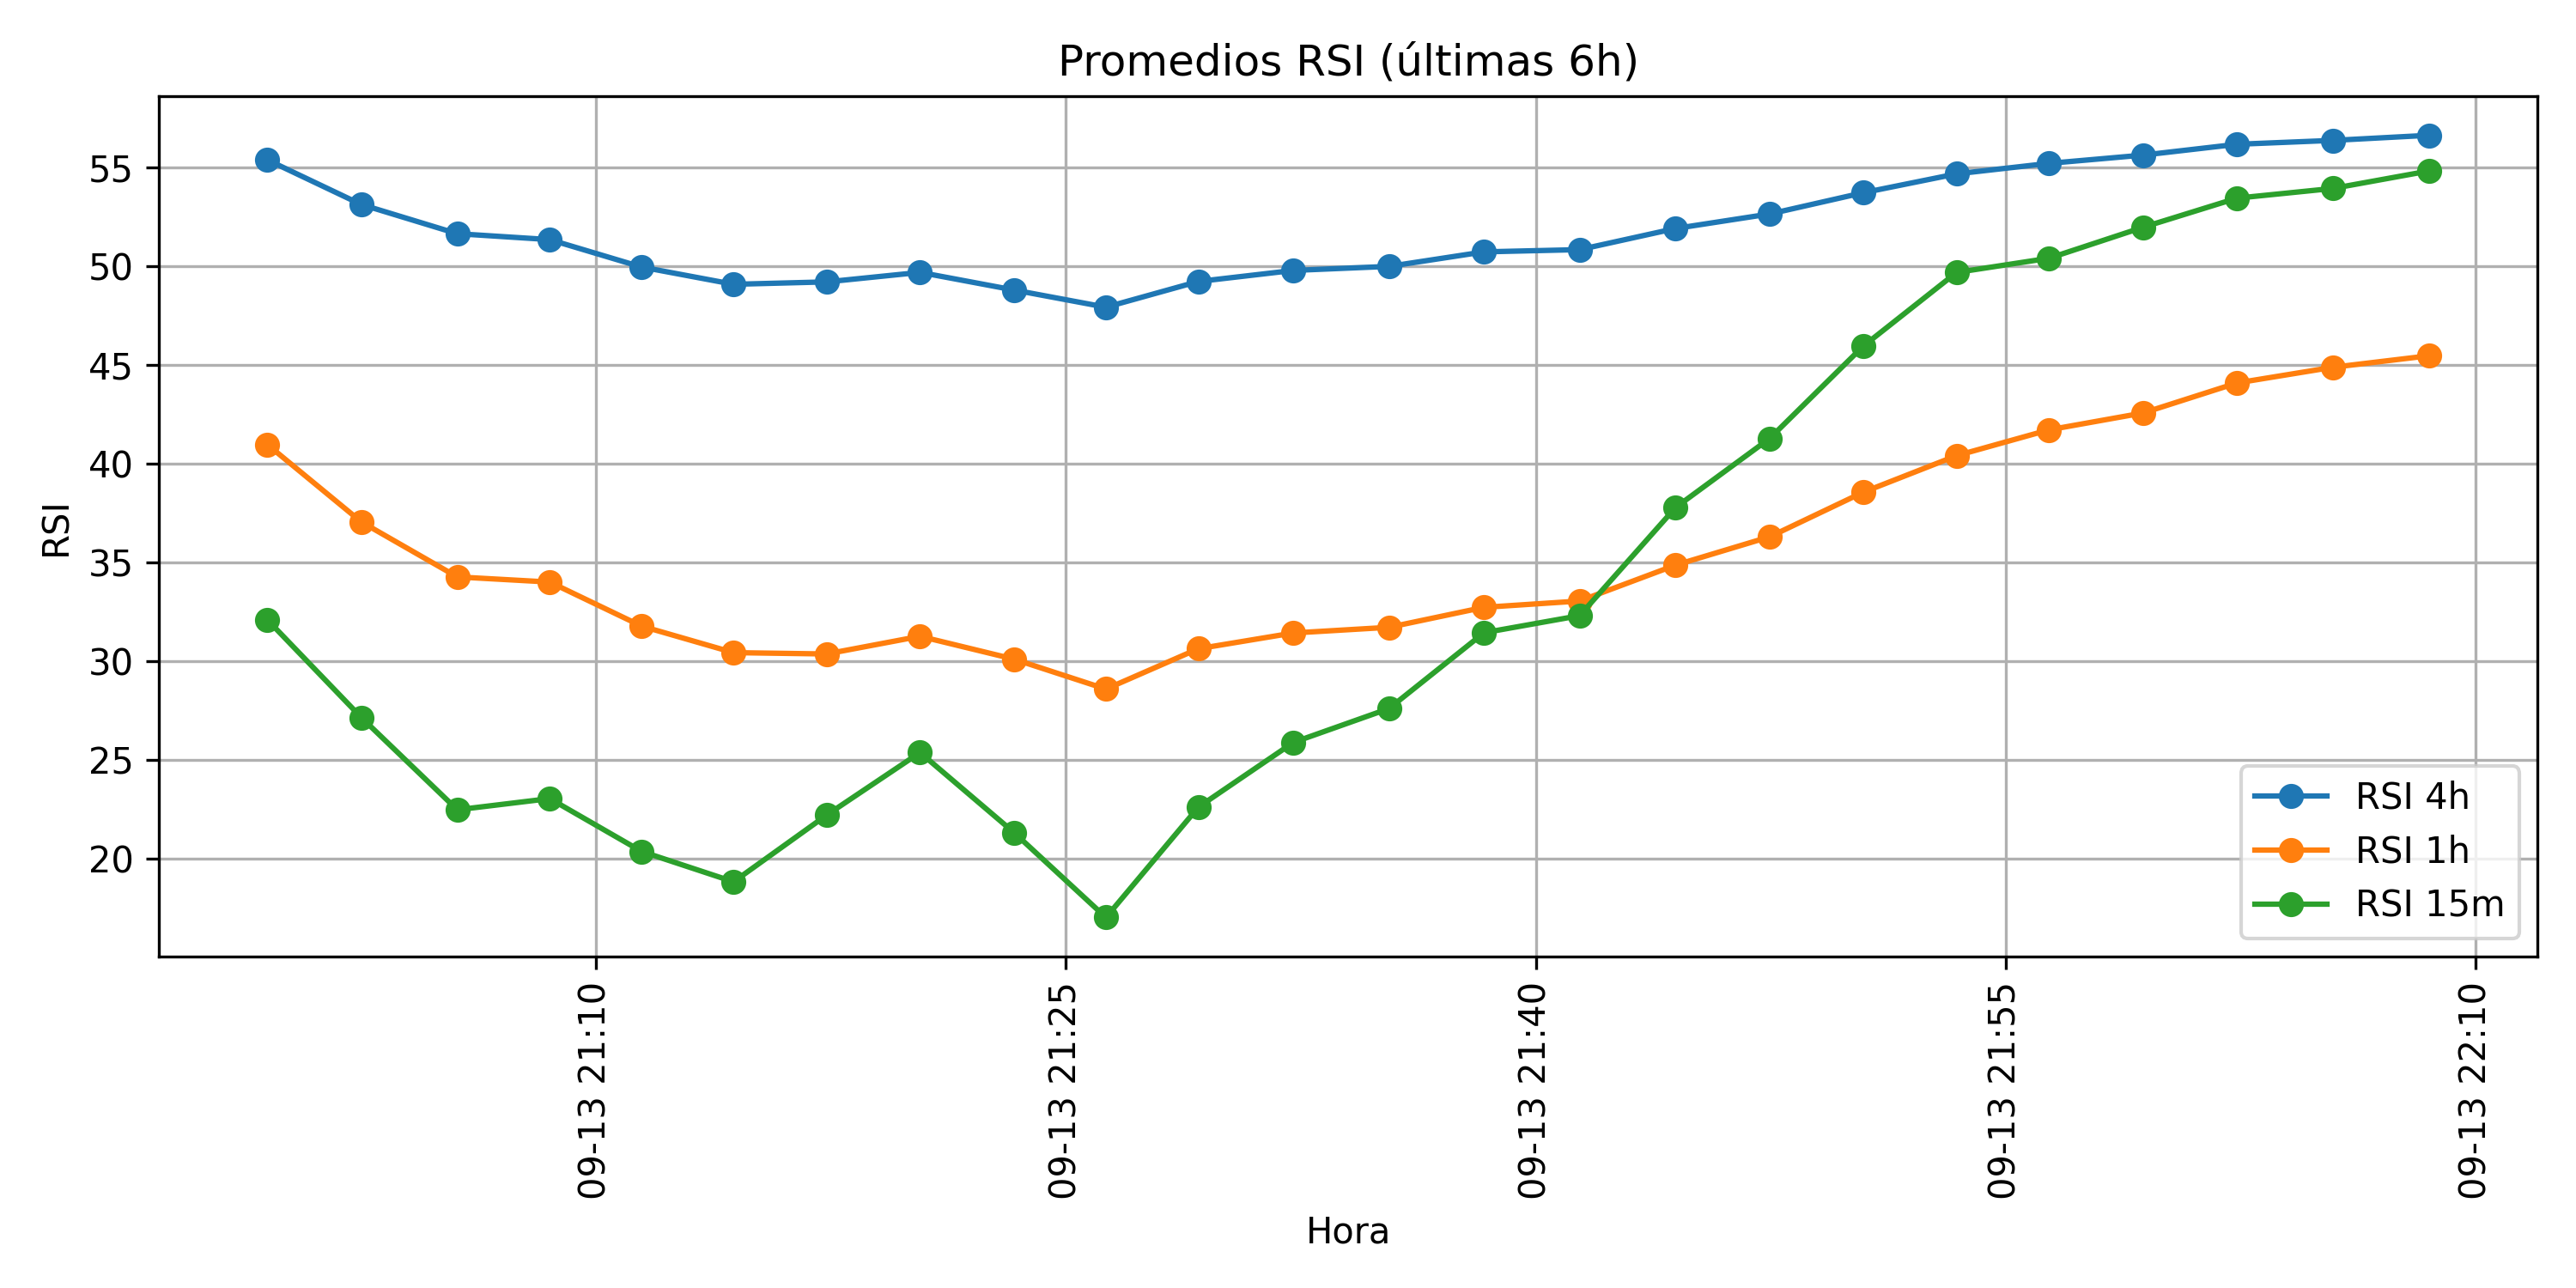 Promedios RSI (últimas 6h)
RSI
55
50
45
40
35
30
25
20
RSI 4h
RSI 1h
RSI 15m
09-13 21:10
09-13 21:25
09-13 21:40
09-13 21:55
09-13 22:10
Hora